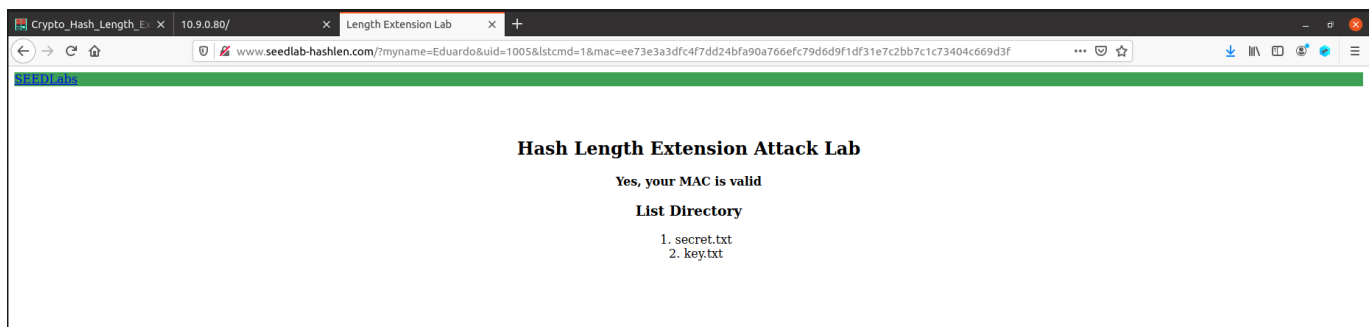 Crypto_Hash_Length_Ex
10.9.0.80/
Length Extension Lab
www.seedlab-hashlen.com/?myname=Eduardo&uid=1005&lstcmd=1&mac=ee73e3a3dfc4f7dd24bfa90a766efc79d6d9f1df31e7c2bb7c1c73404c669d3f
SEEDLabs
Hash Length Extension Attack Lab
Yes, your MAC is valid
List Directory
1. secret.txt
2. key.txt